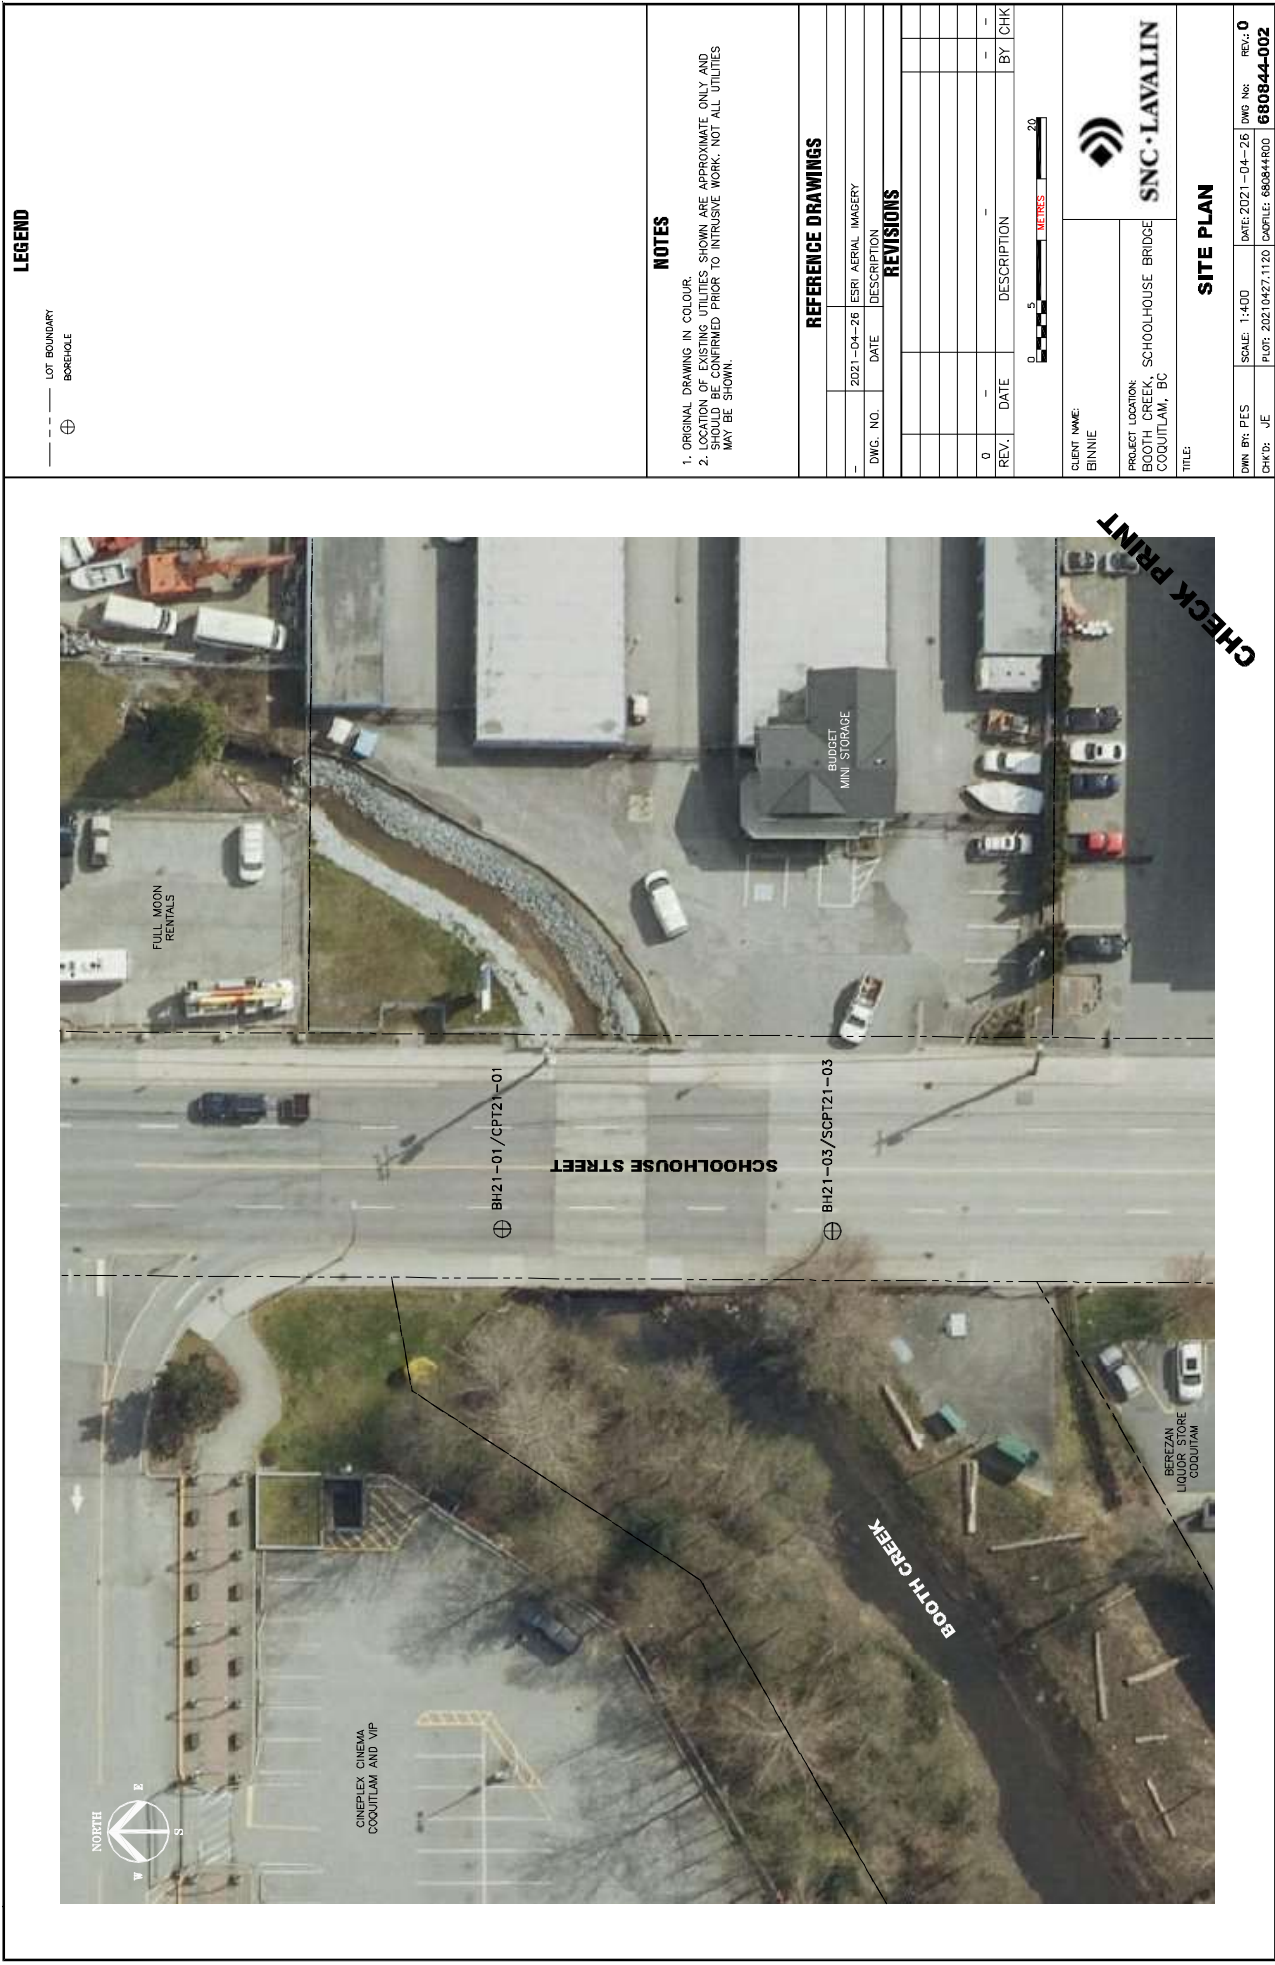 LEGEND
LOT BOUNDARY
BOREHOLE
NOTES
1. ORIGINAL DRAWING IN COLOUR.
2. LOCATION OF EXISTING UTILITIES SHOWN ARE APPROXIMATE ONLY AND
SHOULD BE CONFIRMED PRIOR TO INTRUSIVE WORK. NOT ALL UTILITIES
MAY BE SHOWN.
REFERENCE DRAWINGS
- 2021-04-26 ESRI AERIAL IMAGERY
DWG. NO. DATE DESCRIPTION
REVISIONS
0 - - - -
REV. DATE DESCRIPTION BY CHK
0 5 20
METRES
CLIENT NAME:
BINNIE
SNC·LAVALIN
PROJECT LOCATION:
BOOTH CREEK, SCHOOLHOUSE BRIDGE
COQUITLAM, BC
TITLE:
SITE PLAN
DWN BY: PES SCALE: 1:400 DATE: 2021-04-26 DWG No: REV.: 0
CHK'D: JE PLOT: 20210427.1120 CADFILE: 680844R00 680844-002
CHECK PRINT
FULL MOON
RENTALS
BUDGET
MINI STORAGE
BH21-01/CPT21-01
SCHOOLHOUSE STREET
BH21-03/SCPT21-03
BEREZAN
LIQUOR STORE
COQUITAM
BOOTH CREEK
CINEPLEX CINEMA
COQUITLAM AND VIP
NORTH
W
E
S